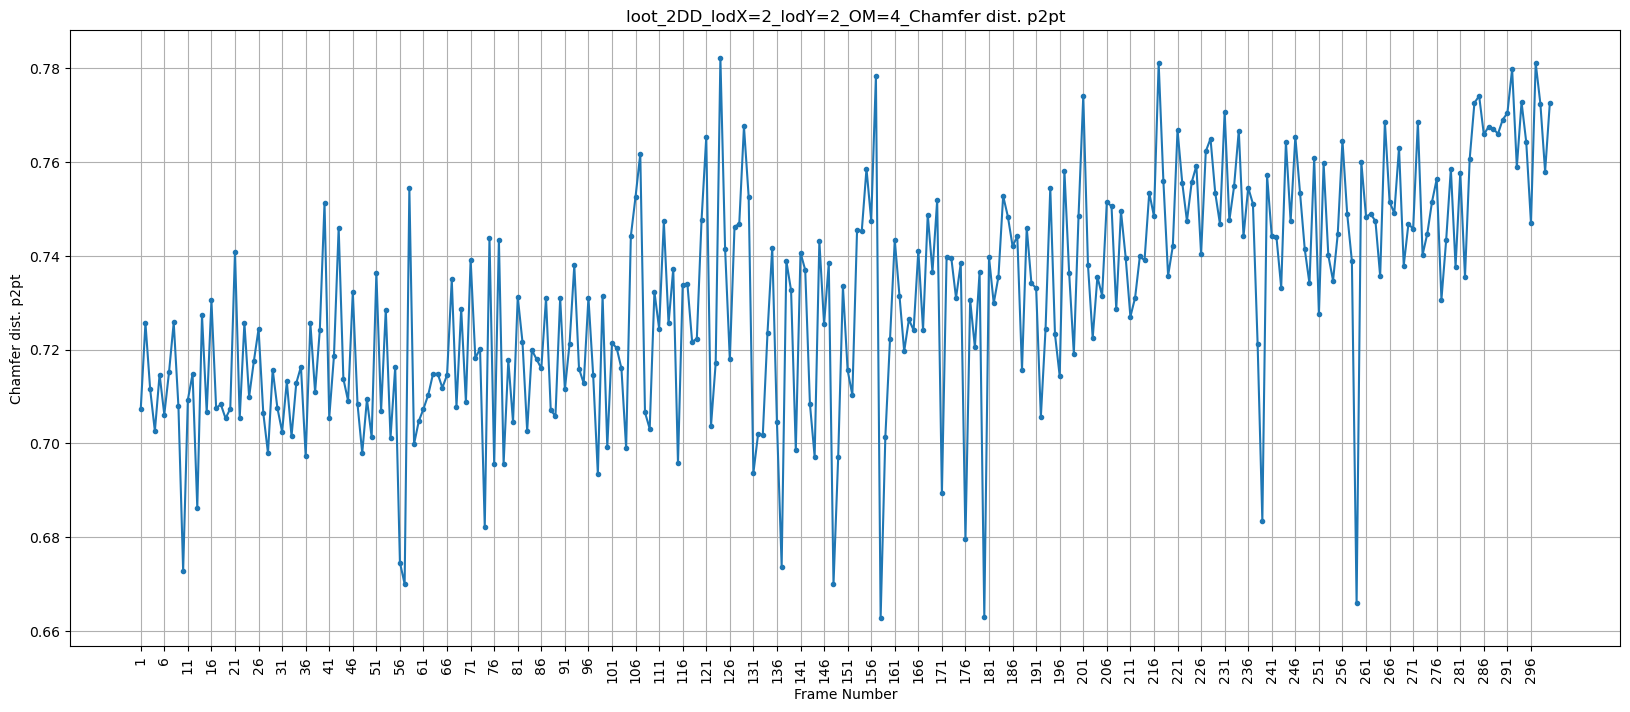 loot_2DD_lodX=2_lodY=2_OM=4_Chamfer dist. p2pt
Chamfer dist. p2pt
0.78
0.76
0.74
0.72
0.70
0.68
0.66
1 6 11 16 21 26 31 36 41 46 51 56 61 66 71 76 81 86 91 96 101 106 111 116 121 126 131 136 141 146 151 156 161 166 171 176 181 186 191 196 201 206 211 216 221 226 231 236 241 246 251 256 261 266 271 276 281 286 291 296
Frame Number